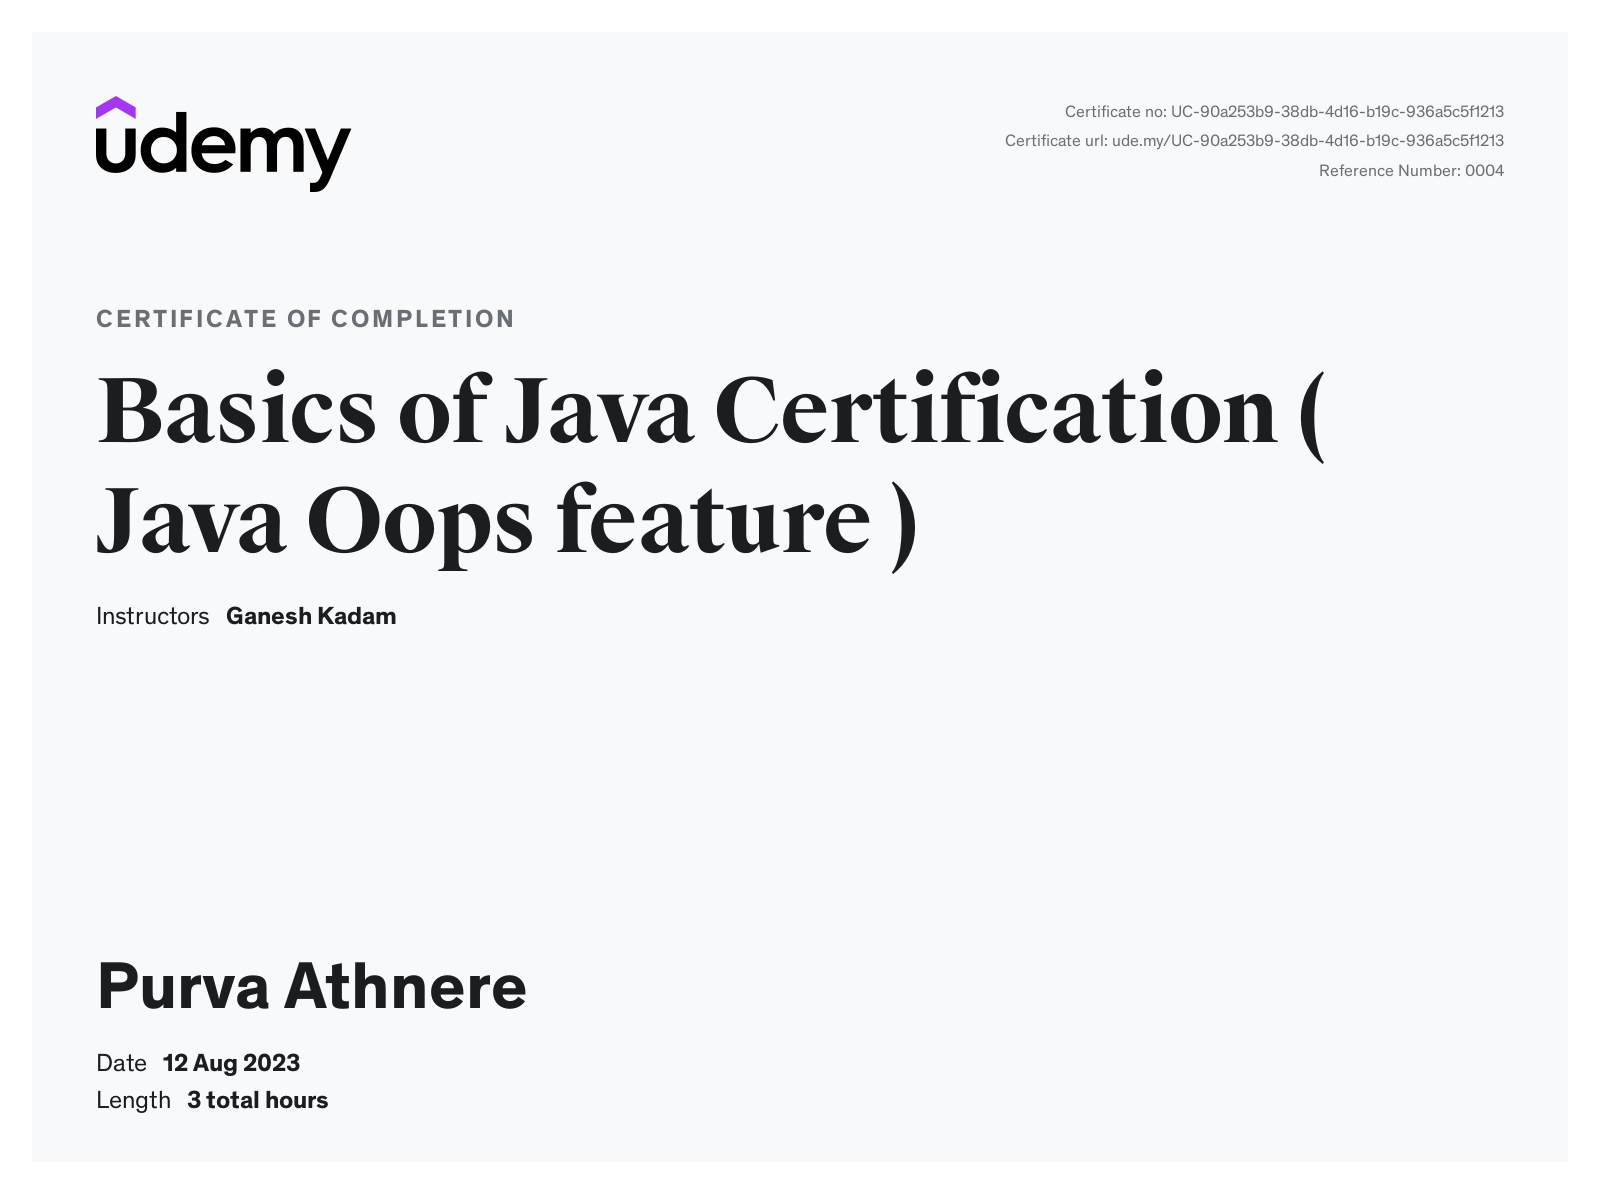 udemy
Certificate no: UC-90a253b9-38db-4d16-b19c-936a5c5f1213
Certificate url: ude.my/UC-90a253b9-38db-4d16-b19c-936a5c5f1213
Reference Number: 0004
CERTIFICATE OF COMPLETION
Basics of Java Certification (
Java Oops feature )
Instructors Ganesh Kadam
Purva Athnere
Date 12 Aug 2023
Length 3 total hours